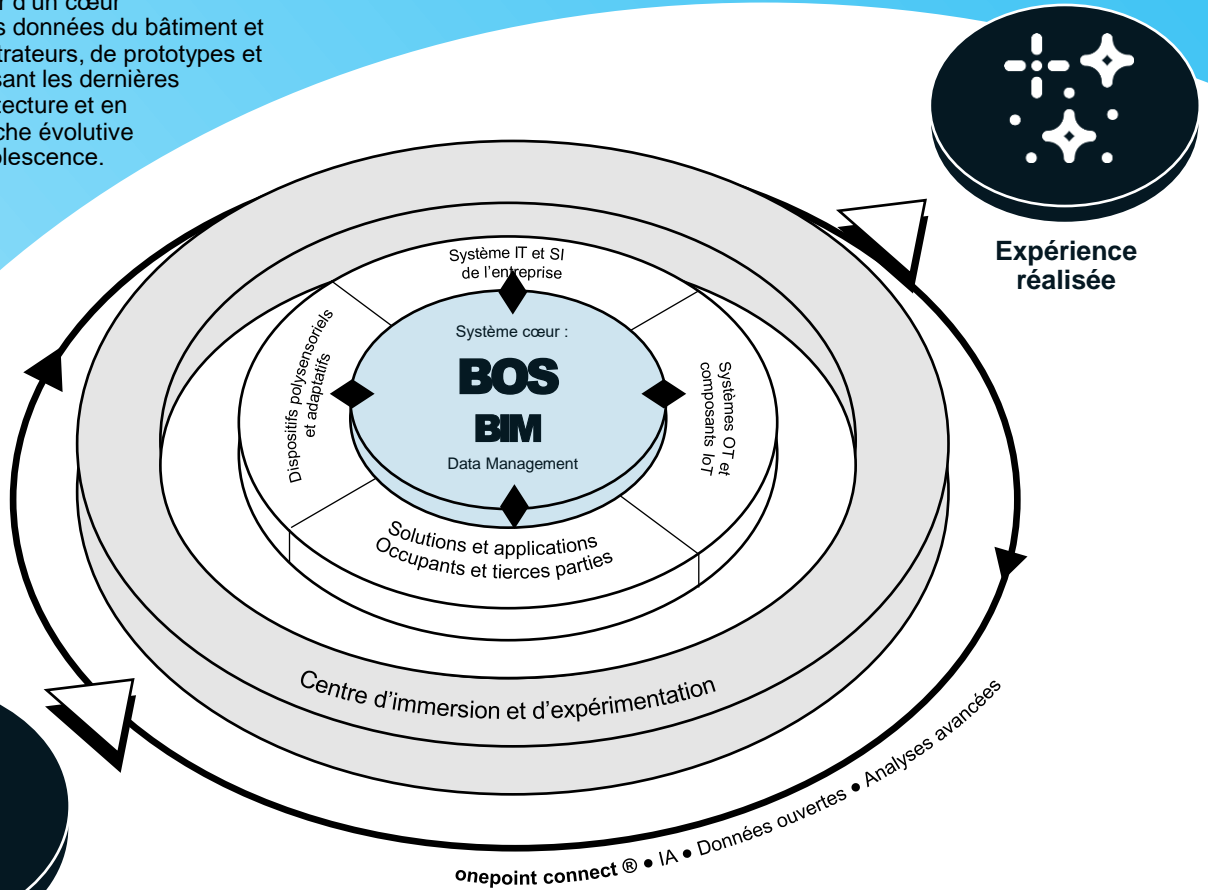 r d'un cœur
s données du bâtiment et
trateurs, de prototypes et
sant les dernières
tecture et en
che évolutive
olescence.
Expérience
réalisée
Système IT et SI
de l'entreprise
Dispositifs polysensoriels
et adaptatifs
Système cœur :
BOS
BIM
Data Management
Systèmes OT et
composants IoT
Solutions et applications
Occupants et tierces parties
Centre d'immersion et d'expérimentation
onepoint connect ® ● IA ● Données ouvertes ● Analyses avancées